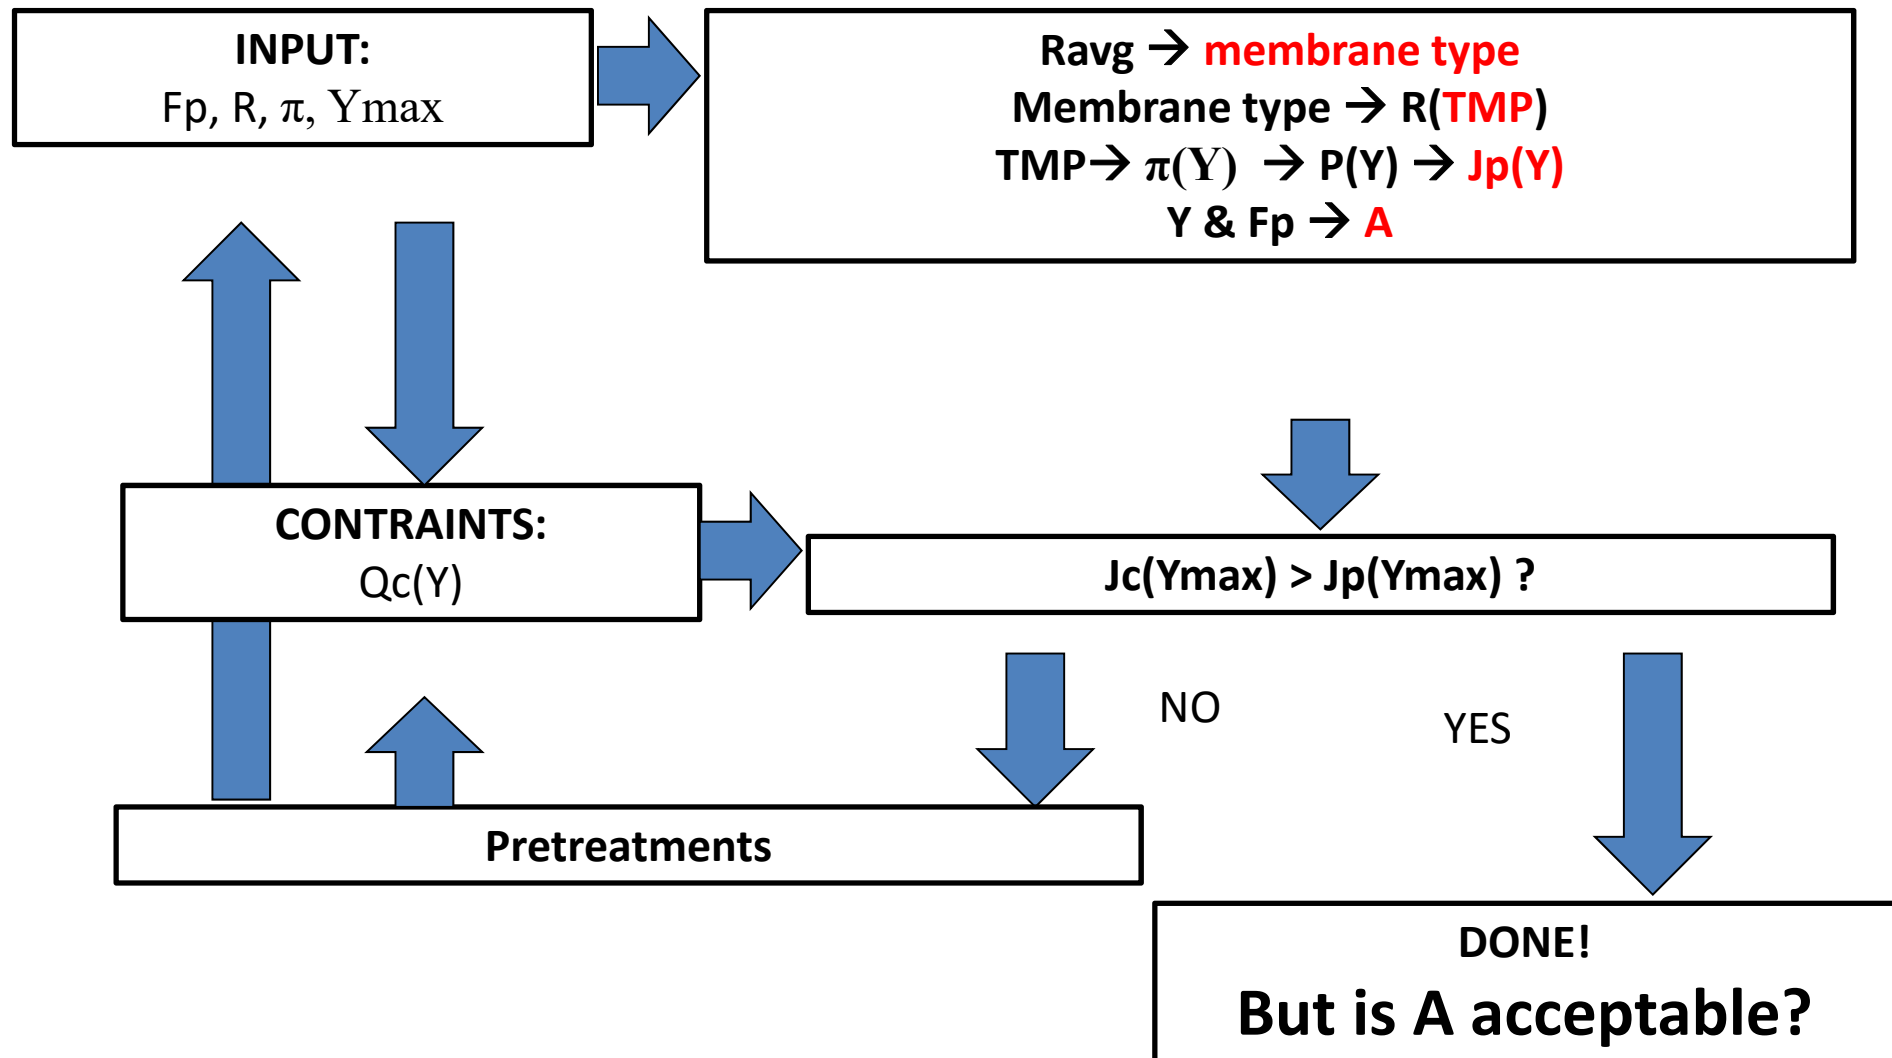 INPUT:
Fp, R, π, Ymax
Ravg → membrane type
Membrane type → R(TMP)
TMP→ π(Y) → P(Y) → Jp(Y)
Y & Fp → A
CONTRAINTS:
Qc(Y)
Jc(Ymax) > Jp(Ymax) ?
NO
YES
Pretreatments
DONE!
But is A acceptable?